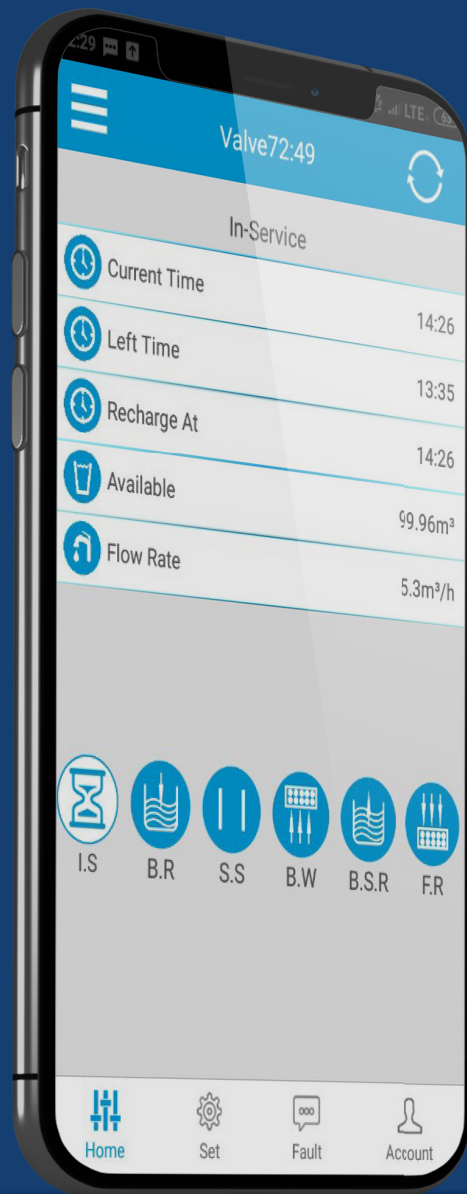 2:29
LTE 63
Valve72:49
In-Service
Current Time 14:26
Left Time 13:35
Recharge At 14:26
Available 99.96m³
Flow Rate 5.3m³/h
I.S B.R S.S B.W B.S.R F.R
Home Set Fault Account